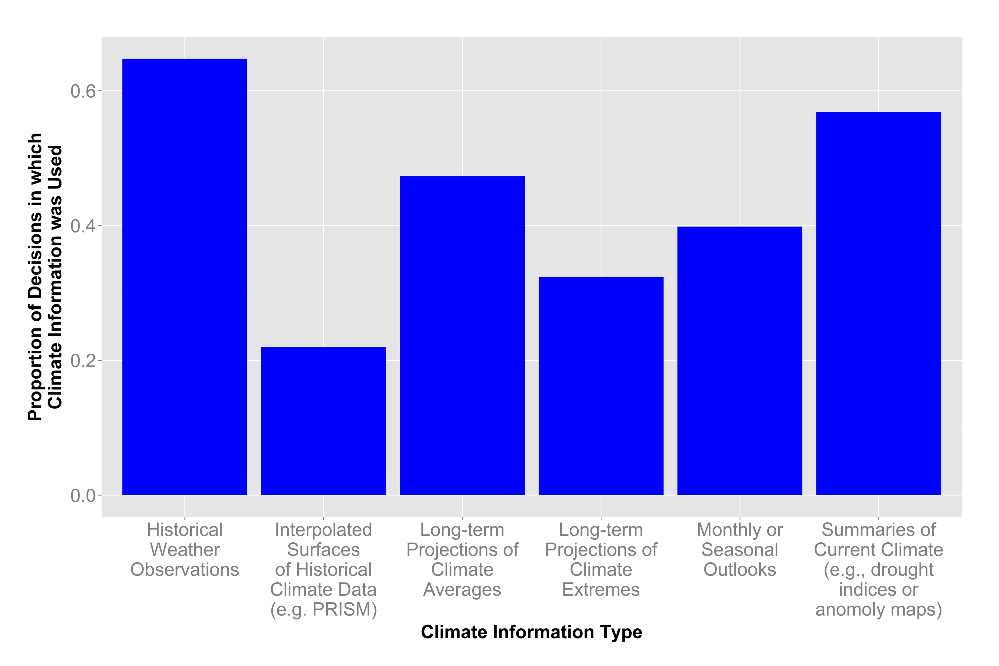 Proportion of Decisions in which
Climate Information was Used
0.6
0.4
0.2
0.0
Historical
Weather
Observations
Interpolated
Surfaces
of Historical
Climate Data
(e.g. PRISM)
Long-term
Projections of
Climate
Averages
Long-term
Projections of
Climate
Extremes
Monthly or
Seasonal
Outlooks
Summaries of
Current Climate
(e.g., drought
indices or
anomoly maps)
Climate Information Type